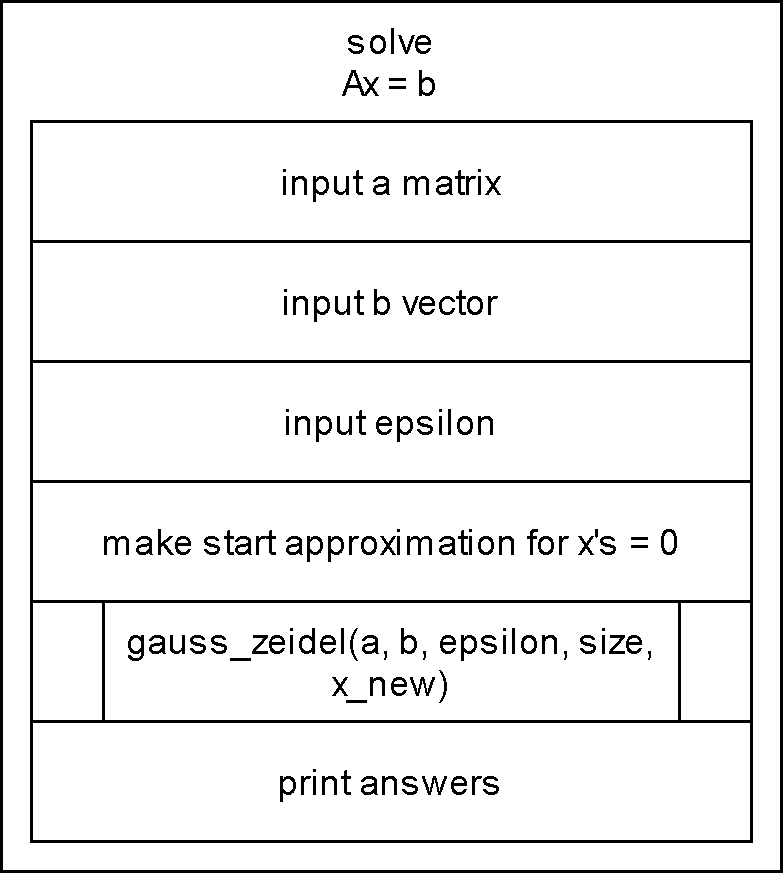 solve
Ax = b
input a matrix
input b vector
input epsilon
make start approximation for x's = 0
gauss_zeidel(a, b, epsilon, size,
x_new)
print answers